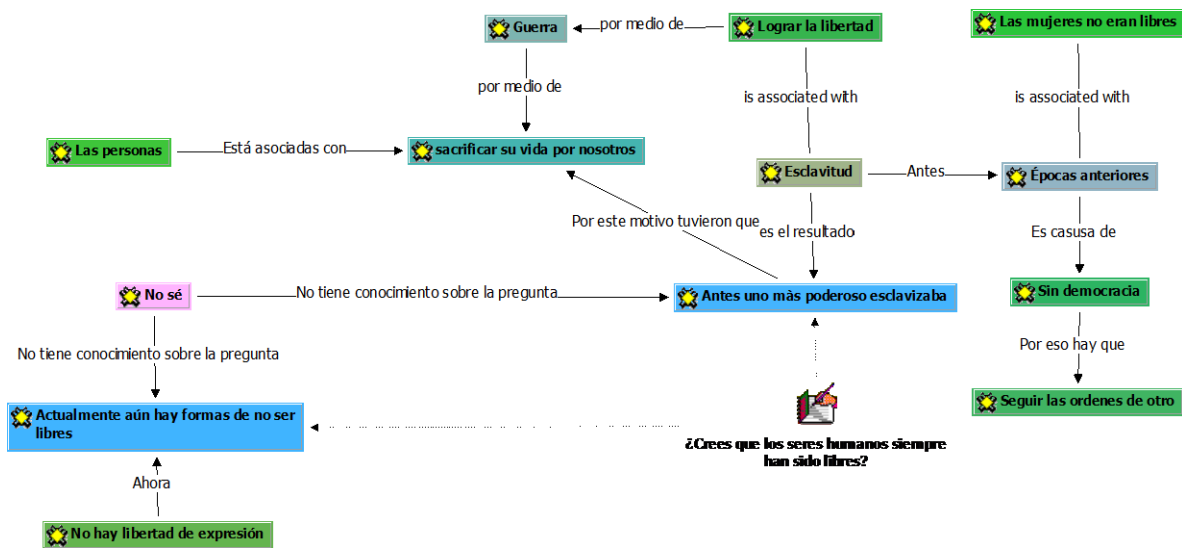 Guerra
por medio de
Lograr la libertad
Las mujeres no eran libres
por medio de
is associated with
is associated with
Las personas
Está asociadas con
sacrificar su vida por nosotros
Esclavitud
Antes
Épocas anteriores
Por este motivo tuvieron que
es el resultado
Es casusa de
No sé
No tiene conocimiento sobre la pregunta
Antes uno màs poderoso esclavizaba
Sin democracia
No tiene conocimiento sobre la pregunta
Por eso hay que
Actualmente aún hay formas de no ser
libres
Seguir las ordenes de otro
¿Crees que los seres humanos siempre
han sido libres?
Ahora
No hay libertad de expresión